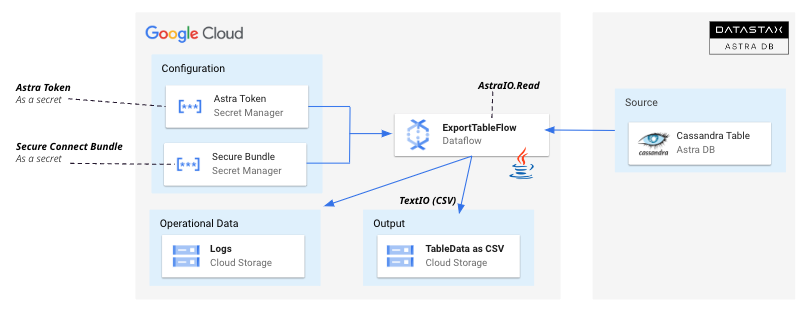 Google Cloud
DATASTAX
ASTRA DB
Configuration
Astra Token
As a secret
[***]
Astra Token
Secret Manager
Secure Connect Bundle
As a secret
[***]
Secure Bundle
Secret Manager
AstraIO.Read
ExportTableFlow
Dataflow
Source
cassandra
Cassandra Table
Astra DB
TextIO (CSV)
Operational Data
Logs
Cloud Storage
Output
TableData as CSV
Cloud Storage